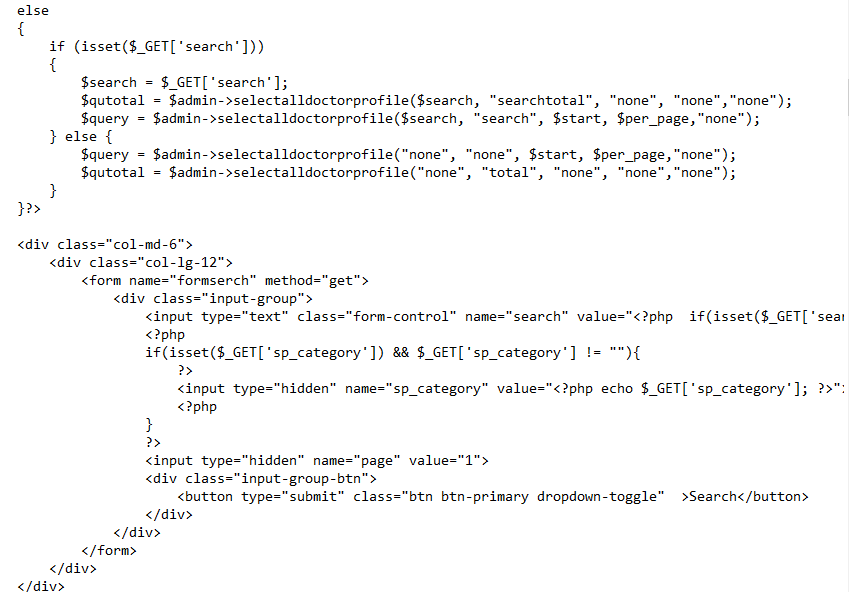 else
{
    if (isset($_GET['search']))
    {
        $search = $_GET['search'];
        $qutotal = $admin->selectalldoctorprofile($search, "searchtotal", "none", "none","none");
        $query = $admin->selectalldoctorprofile($search, "search", $start, $per_page,"none");
    } else {
        $query = $admin->selectalldoctorprofile("none", "none", $start, $per_page,"none");
        $qutotal = $admin->selectalldoctorprofile("none", "total", "none", "none","none");
    }
}?>

<div class="col-md-6">
    <div class="col-lg-12">
        <form name="formserch" method="get">
            <div class="input-group">
                <input type="text" class="form-control" name="search" value="<?php  if(isset($_GET['sear
                <?php
                if(isset($_GET['sp_category']) && $_GET['sp_category'] != ""){
                    ?>
                    <input type="hidden" name="sp_category" value="<?php echo $_GET['sp_category']; ?>">
                    <?php
                }
                ?>
                <input type="hidden" name="page" value="1">
                <div class="input-group-btn">
                    <button type="submit" class="btn btn-primary dropdown-toggle"  >Search</button>
                </div>
            </div>
        </form>
    </div>
</div>